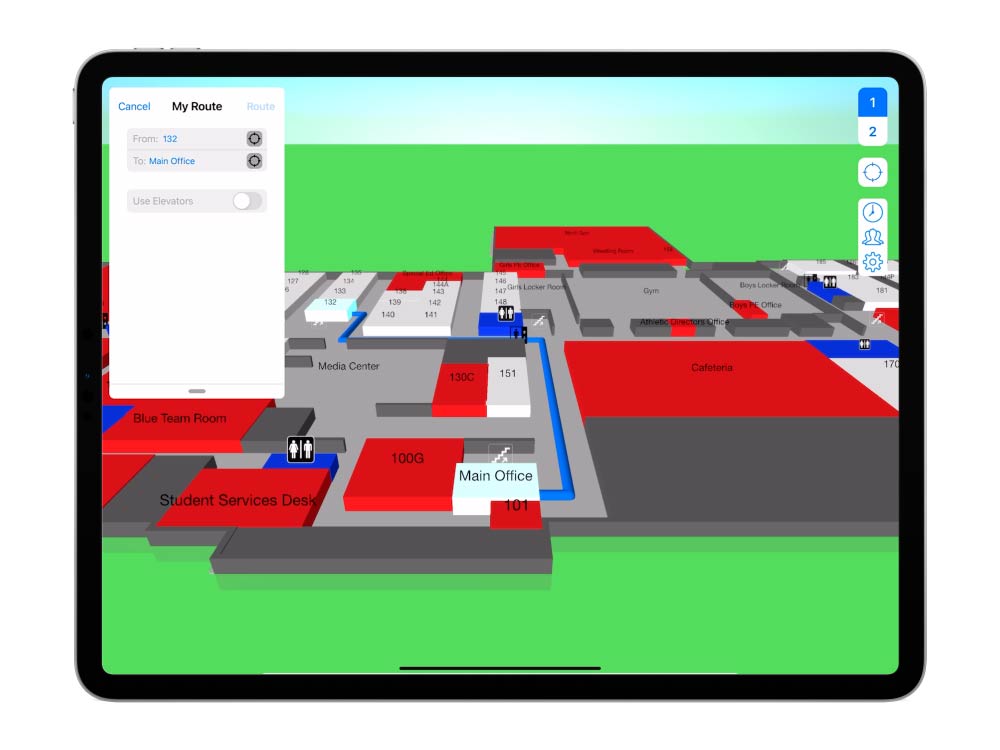 Cancel My Route Route
From: 132
To: Main Office
Use Elevators
1
2
Wrestling Room
Girls PE Office
126
127
135
134
133
132
Special Ed Office
138
144A
143
139
142
140
141
145
146
147
148
Girls Locker Room
Gym
Boys Locker Room
Boys PE Office
Athletic Directors Office
185
183
181
Media Center
130C
151
Cafeteria
170
Blue Team Room
100G
Main Office
Student Services Desk
101